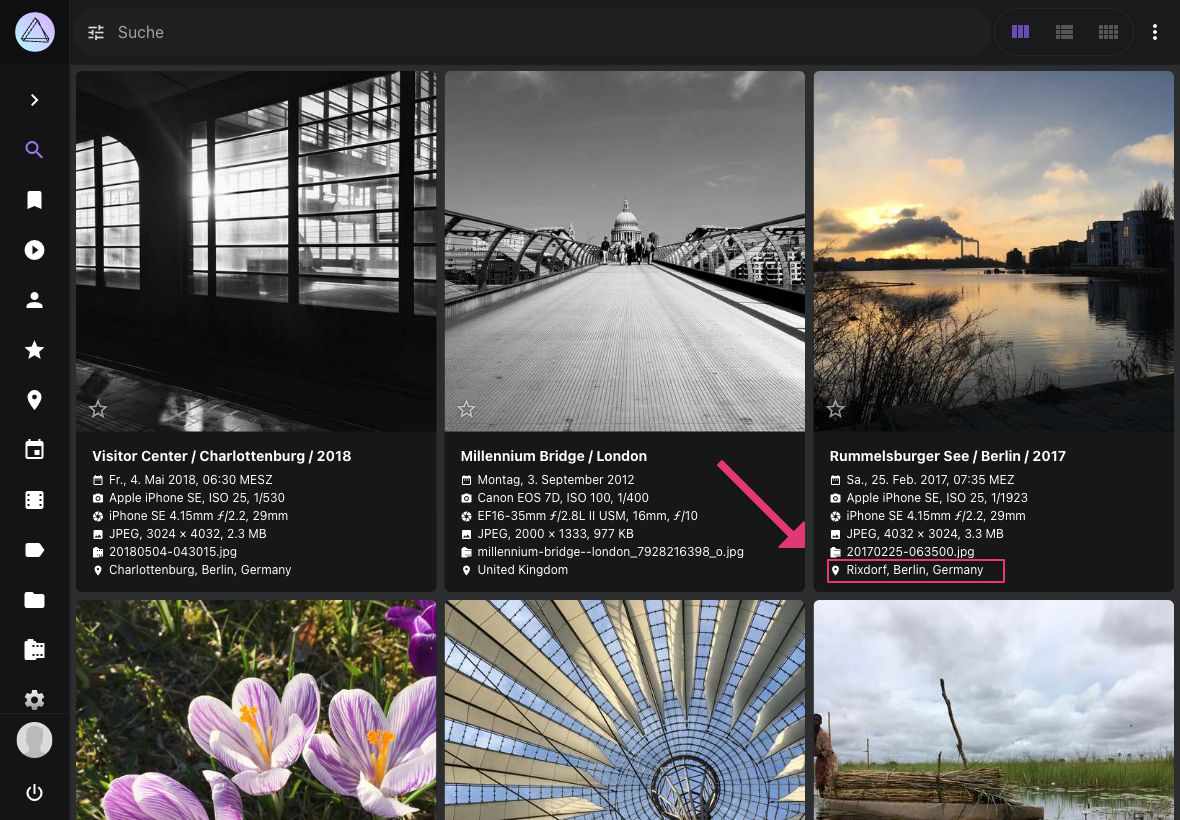 Suche
Visitor Center / Charlottenburg / 2018
Fr., 4. Mai 2018, 06:30 MESZ
Apple iPhone SE, ISO 25, 1/530
iPhone SE 4.15mm ƒ/2.2, 29mm
JPEG, 3024 × 4032, 2.3 MB
20180504-043015.jpg
Charlottenburg, Berlin, Germany
Millennium Bridge / London
Montag, 3. September 2012
Canon EOS 7D, ISO 100, 1/400
EF16-35mm ƒ/2.8L II USM, 16mm, ƒ/10
JPEG, 2000 × 1333, 977 KB
millennium-bridge--london_7928216398_o.jpg
United Kingdom
Rummelsburger See / Berlin / 2017
Sa., 25. Feb. 2017, 07:35 MEZ
Apple iPhone SE, ISO 25, 1/1923
iPhone SE 4.15mm ƒ/2.2, 29mm
JPEG, 4032 × 3024, 3.3 MB
20170225-063500.jpg
Rixdorf, Berlin, Germany